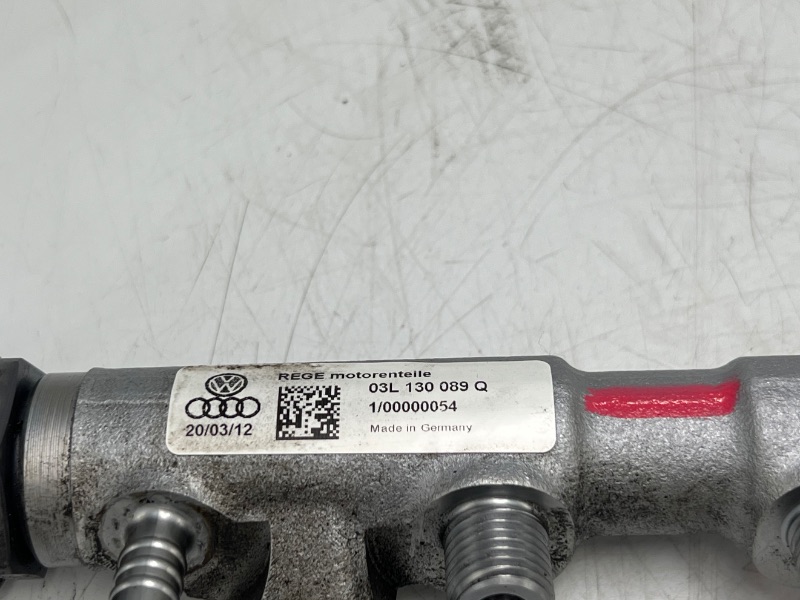 REGE motorenteile
03L 130 089 Q
1/00000054
20/03/12
Made in Germany